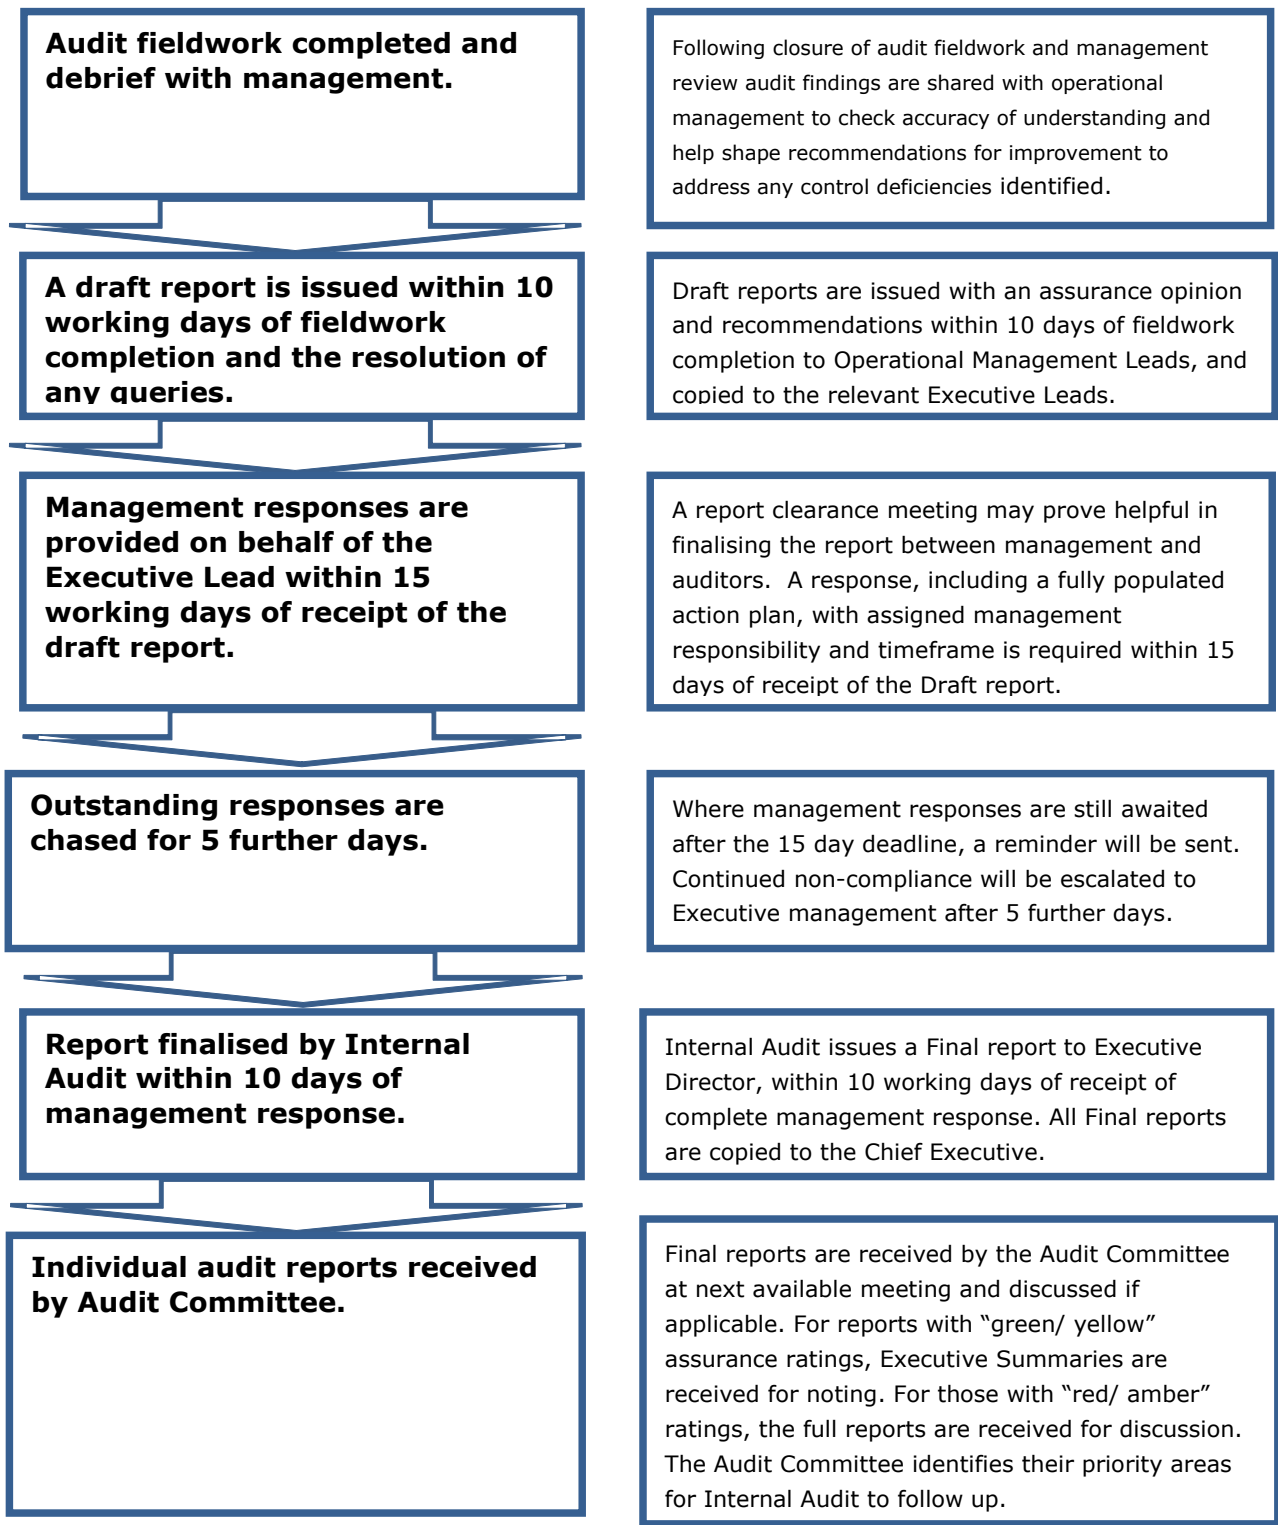 Audit fieldwork completed and
debrief with management.
Following closure of audit fieldwork and management
review audit findings are shared with operational
management to check accuracy of understanding and
help shape recommendations for improvement to
address any control deficiencies identified.
A draft report is issued within 10
working days of fieldwork
completion and the resolution of
any queries.
Draft reports are issued with an assurance opinion
and recommendations within 10 days of fieldwork
completion to Operational Management Leads, and
copied to the relevant Executive Leads.
Management responses are
provided on behalf of the
Executive Lead within 15
working days of receipt of the
draft report.
A report clearance meeting may prove helpful in
finalising the report between management and
auditors.  A response, including a fully populated
action plan, with assigned management
responsibility and timeframe is required within 15
days of receipt of the Draft report.
Outstanding responses are
chased for 5 further days.
Where management responses are still awaited
after the 15 day deadline, a reminder will be sent.
Continued non-compliance will be escalated to
Executive management after 5 further days.
Report finalised by Internal
Audit within 10 days of
management response.
Internal Audit issues a Final report to Executive
Director, within 10 working days of receipt of
complete management response. All Final reports
are copied to the Chief Executive.
Individual audit reports received
by Audit Committee.
Final reports are received by the Audit Committee
at next available meeting and discussed if
applicable. For reports with “green/ yellow”
assurance ratings, Executive Summaries are
received for noting. For those with “red/ amber”
ratings, the full reports are received for discussion.
The Audit Committee identifies their priority areas
for Internal Audit to follow up.